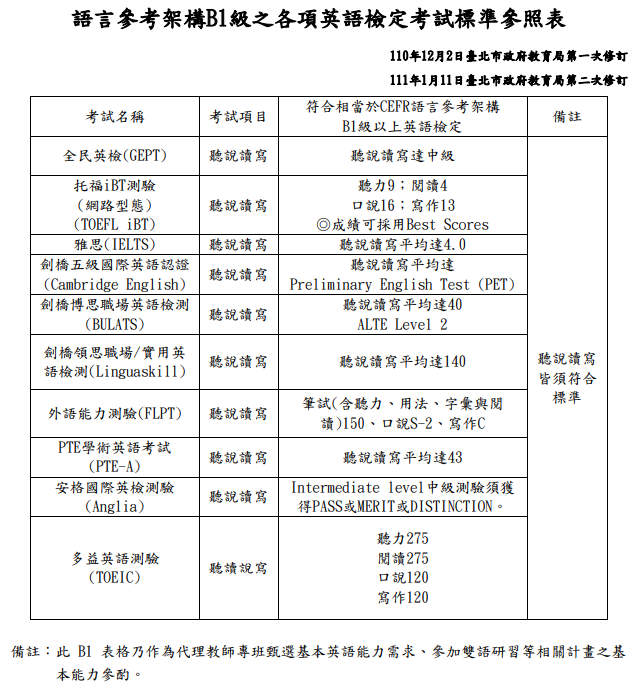 語言參考架構B1級之各項英語檢定考試標準參照表
110年12月2日臺北市政府教育局第一次修訂
111年1月11日臺北市政府教育局第二次修訂
考試名稱 考試項目 符合相當於CEFR語言參考架構
B1級以上英語檢定 備註
全民英檢(GEPT) 聽說讀寫 聽說讀寫達中級
托福iBT測驗
(網路型態)
(TOEFL iBT) 聽說讀寫 聽力9；閱讀4
口說16；寫作13
◎成績可採用Best Scores
雅思(IELTS) 聽說讀寫 聽說讀寫平均達4.0
劍橋五級國際英語認證
(Cambridge English) 聽說讀寫 聽說讀寫平均達
Preliminary English Test (PET)
劍橋博思職場英語檢測
(BULATS) 聽說讀寫 聽說讀寫平均達40
ALTE Level 2
劍橋領思職場/實用英
語檢測(Linguaskill) 聽說讀寫 聽說讀寫平均達140
外語能力測驗(FLPT) 聽說讀寫 筆試(含聽力、用法、字彙與閱
讀)150、口說S-2、寫作C
PTE學術英語考試
(PTE-A) 聽說讀寫 聽說讀寫平均達43
安格國際英檢測驗
(Anglia) 聽說讀寫 Intermediate level中級測驗須獲
得PASS或MERIT或DISTINCTION。
多益英語測驗
(TOEIC) 聽讀說寫 聽力275
閱讀275
口說120
寫作120
聽說讀寫
皆須符合
標準
備註：此 B1 表格乃作為代理教師專班甄選基本英語能力需求、參加雙語研習等相關計畫之基
本能力參酌。